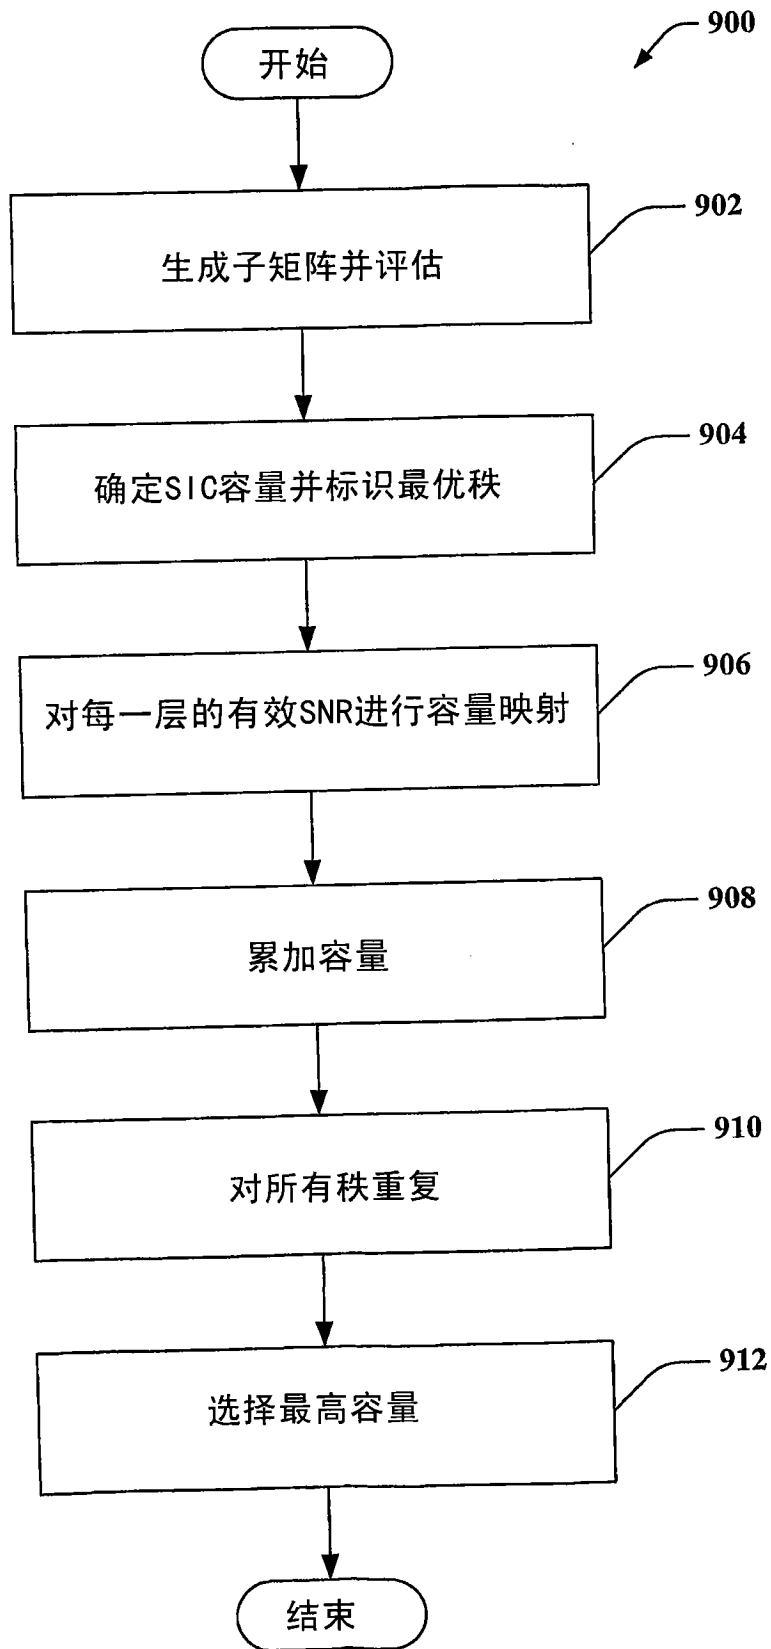 900
开始
902
生成子矩阵并评估
904
确定SIC容量并标识最优秩
906
对每一层的有效SNR进行容量映射
908
累加容量
910
对所有秩重复
912
选择最高容量
结束